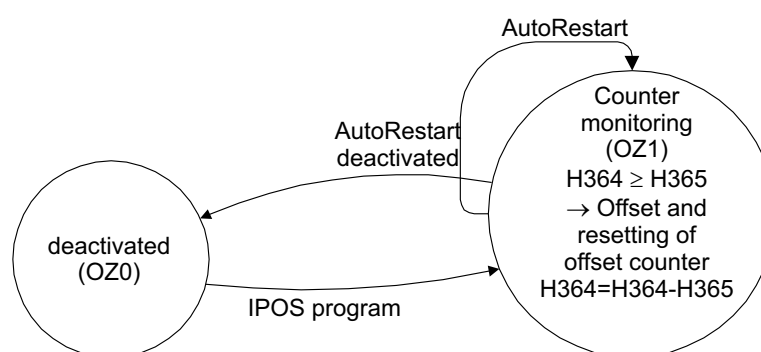 AutoRestart
AutoRestart
deactivated
Counter
monitoring
(OZ1)
H364 ≥ H365
→ Offset and
resetting of
offset counter
H364=H364-H365
deactivated
(OZ0)
IPOS program